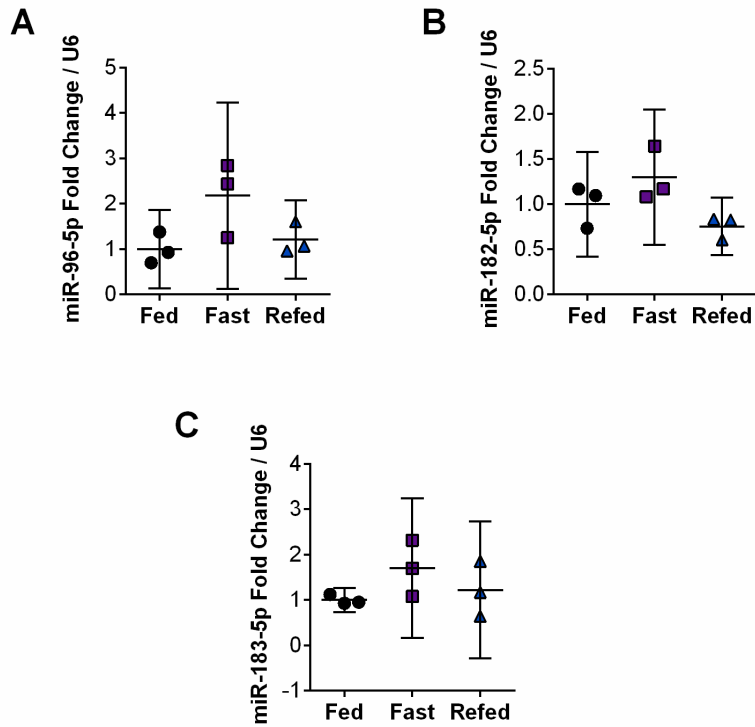 A
miR-96-5p Fold Change / U6
5
4
3
2
1
0
Fed Fast Refed
B
miR-182-5p Fold Change / U6
2.5
2.0
1.5
1.0
0.5
0.0
Fed Fast Refed
C
miR-183-5p Fold Change / U6
4
3
2
1
0
-1
Fed Fast Refed